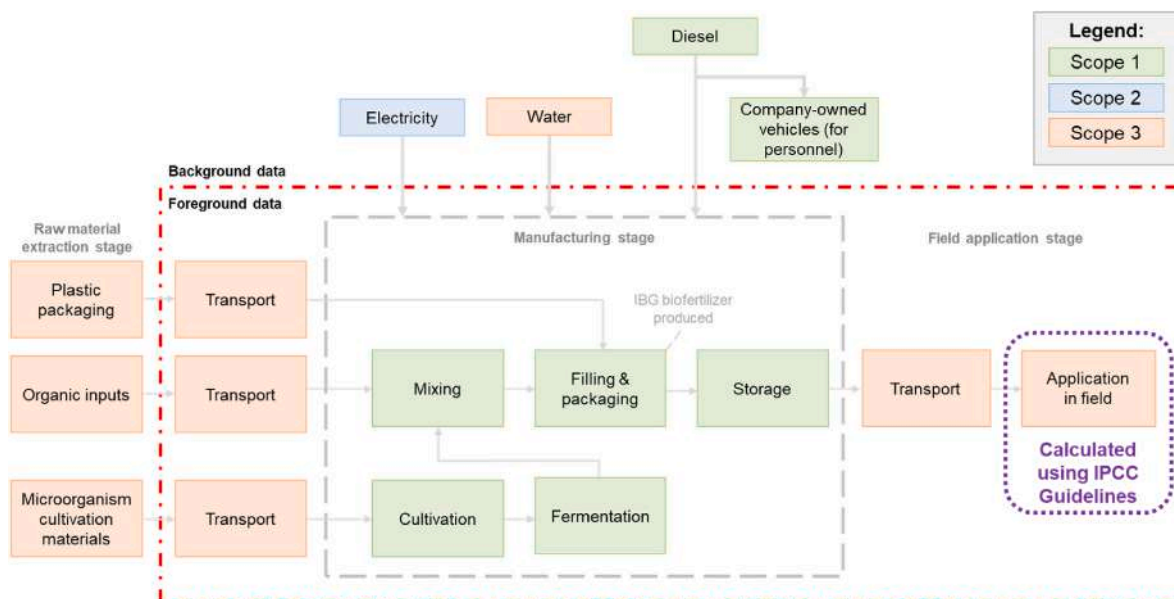 Diesel
Legend:
Scope 1
Scope 2
Scope 3
Electricity
Water
Company-owned
vehicles (for
personnel)
Background data
Foreground data
Raw material
extraction stage
Manufacturing stage
Field application stage
Plastic
packaging
Transport
IBG biofertilizer
produced
Organic inputs
Transport
Mixing
Filling &
packaging
Storage
Transport
Application
in field
Calculated
using IPCC
Guidelines
Microorganism
cultivation
materials
Transport
Cultivation
Fermentation